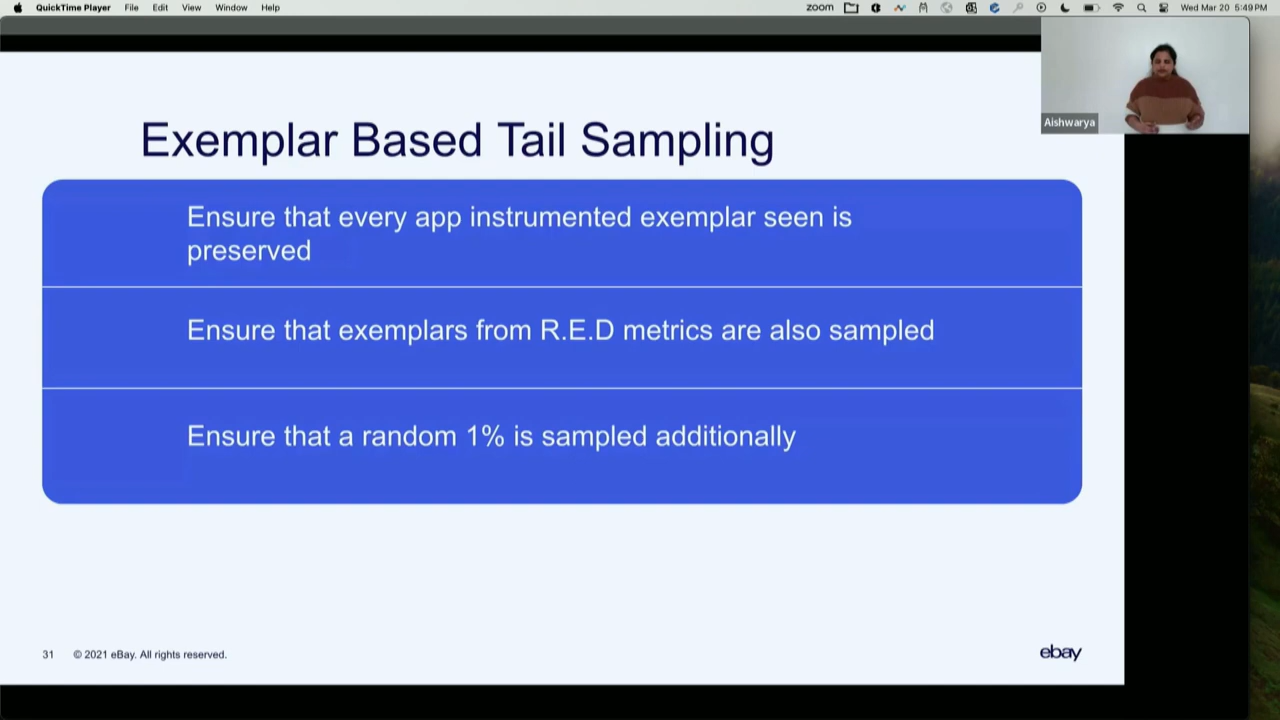 QuickTime Player File Edit View Window Help zoom Wed Mar 20 5:49 PM
Aishwarya
Exemplar Based Tail Sampling
Ensure that every app instrumented exemplar seen is
preserved
Ensure that exemplars from R.E.D metrics are also sampled
Ensure that a random 1% is sampled additionally
31 © 2021 eBay. All rights reserved.
ebay